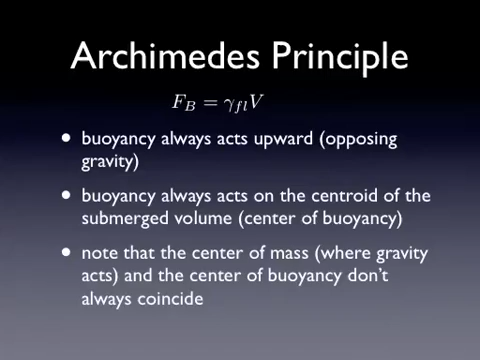 Archimedes Principle
F_B = γ_{fl}V
• buoyancy always acts upward (opposing
gravity)
• buoyancy always acts on the centroid of the
submerged volume (center of buoyancy)
• note that the center of mass (where gravity
acts) and the center of buoyancy don't
always coincide